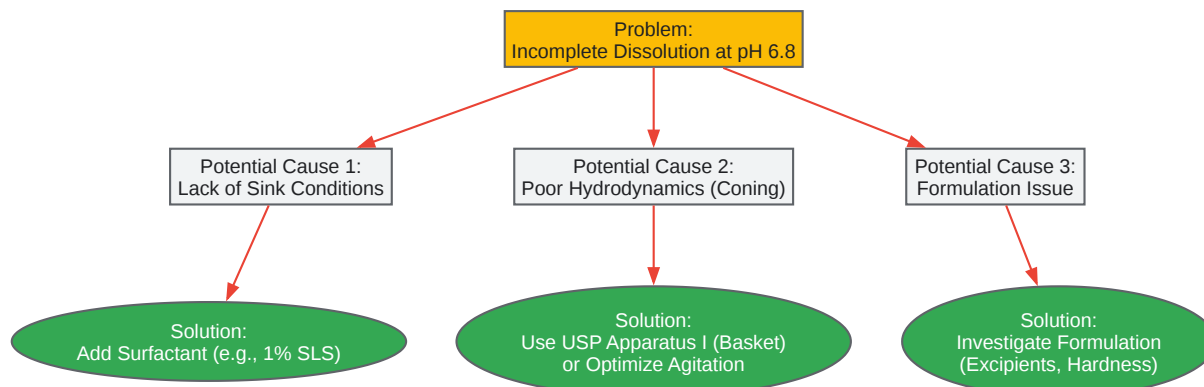 Problem:
Incomplete Dissolution at pH 6.8
Potential Cause 1:
Lack of Sink Conditions
Potential Cause 2:
Poor Hydrodynamics (Coning)
Potential Cause 3:
Formulation Issue
Solution:
Add Surfactant (e.g., 1% SLS)
Solution:
Use USP Apparatus I (Basket)
or Optimize Agitation
Solution:
Investigate Formulation
(Excipients, Hardness)